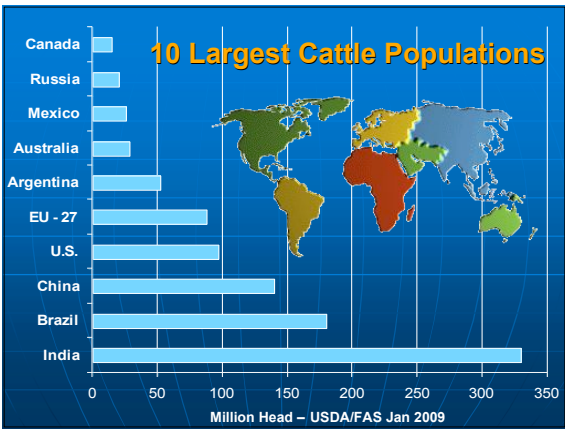 10 Largest Cattle Populations
Canada
Russia
Mexico
Australia
Argentina
EU - 27
U.S.
China
Brazil
India
0 50 100 150 200 250 300 350
Million Head – USDA/FAS Jan 2009